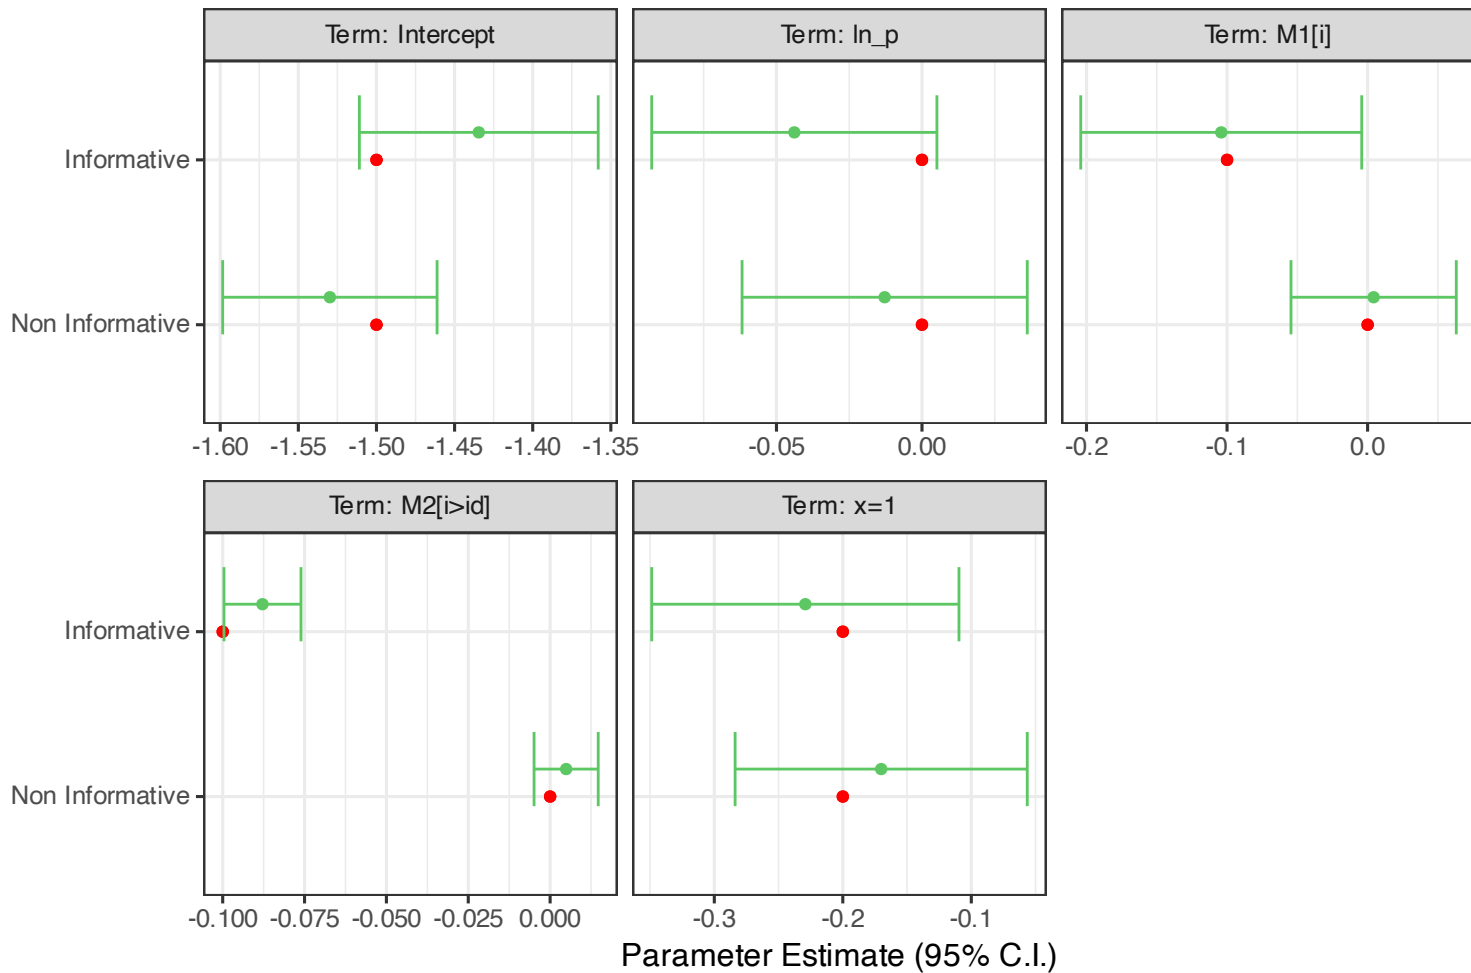 Term: Intercept
Term: ln_p
Term: M1[i]
Informative
Non Informative
-1.60 -1.55 -1.50 -1.45 -1.40 -1.35
-0.05 0.00
-0.2 -0.1 0.0
Term: M2[i>id]
Term: x=1
Informative
Non Informative
-0.100 -0.075 -0.050 -0.025 0.000
-0.3 -0.2 -0.1
Parameter Estimate (95% C.I.)